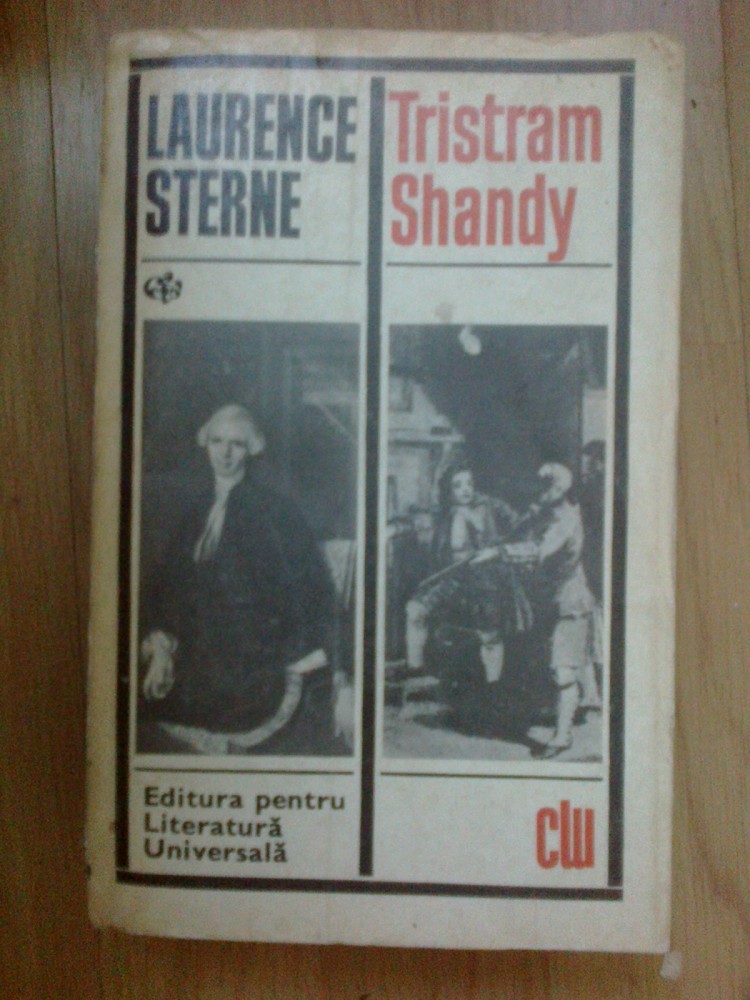 LAURENCE
STERNE
Tristram
Shandy
Editura pentru
Literatură
Universală
clu